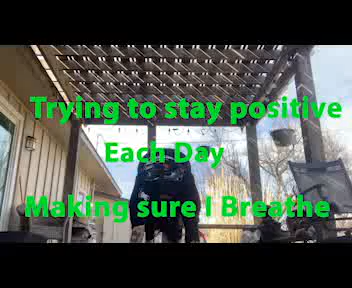 Trying to stay positive
Each Day
Making sure I Breathe